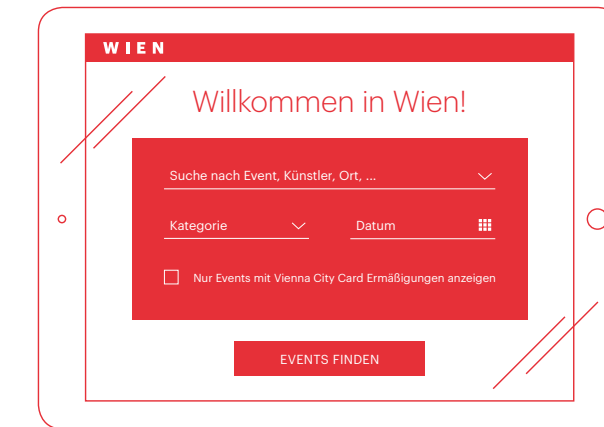 WIEN
Willkommen in Wien!
Suche nach Event, Künstler, Ort, ...
Kategorie
Datum
Nur Events mit Vienna City Card Ermäßigungen anzeigen
EVENTS FINDEN